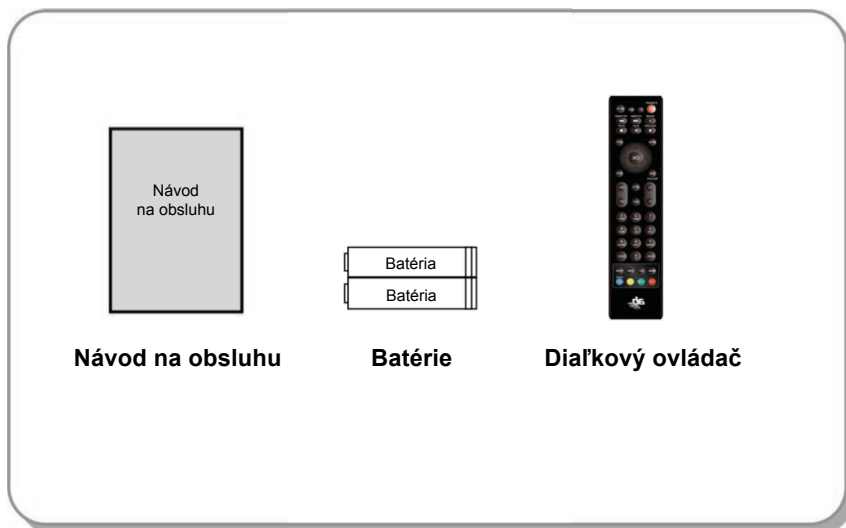 Návod
na obsluhu
Batéria
Batéria
Návod na obsluhu
Batérie
Diaľkový ovládač